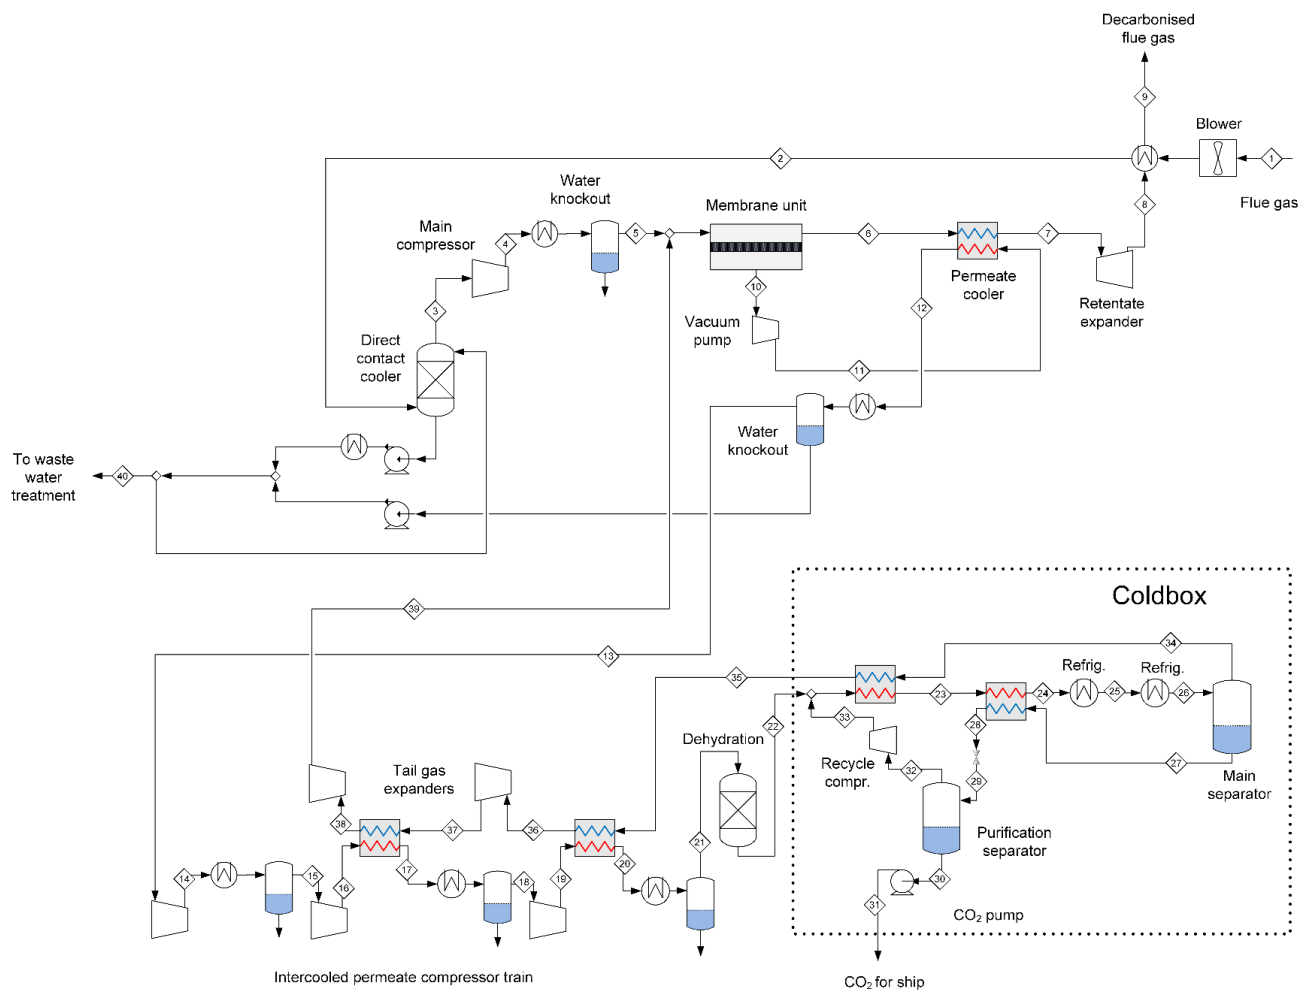 Decarbonised
flue gas
9
Blower
2
1
Flue gas
8
Water
knockout
Main
compressor
4
5
Membrane unit
6
7
Permeate
cooler
Retentate
expander
10
12
3
Vacuum
pump
Direct
contact
cooler
11
Water
knockout
To waste
water
treatment
40
Coldbox
39
13
34
35
Refrig.
Refrig.
23
24
25
26
22
33
28
Dehydration
Recycle
compr.
32
29
27
Main
separator
Tail gas
expanders
38
37
36
Purification
separator
21
14
15
16
17
18
19
20
30
31
CO2 pump
Intercooled permeate compressor train
CO2 for ship